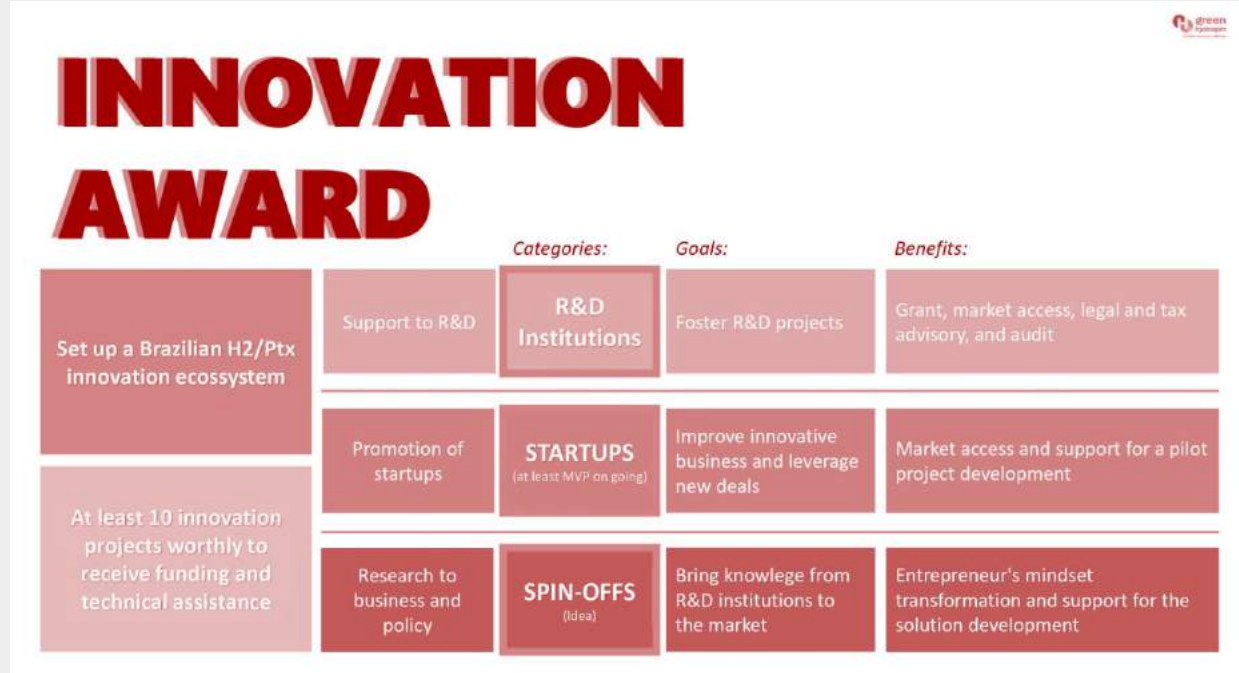 green
hydrogen
INNOVATION
AWARD
Categories:
Goals:
Benefits:
Set up a Brazilian H2/Ptx
innovation ecossystem
At least 10 innovation
projects worthly to
receive funding and
technical assistance
Support to R&D
R&D
Institutions
Foster R&D projects
Grant, market access, legal and tax
advisory, and audit
Promotion of
startups
STARTUPS
(at least MVP on going)
Improve innovative
business and leverage
new deals
Market access and support for a pilot
project development
Research to
business and
policy
SPIN-OFFS
(Idea)
Bring knowlege from
R&D institutions to
the market
Entrepreneur's mindset
transformation and support for the
solution development